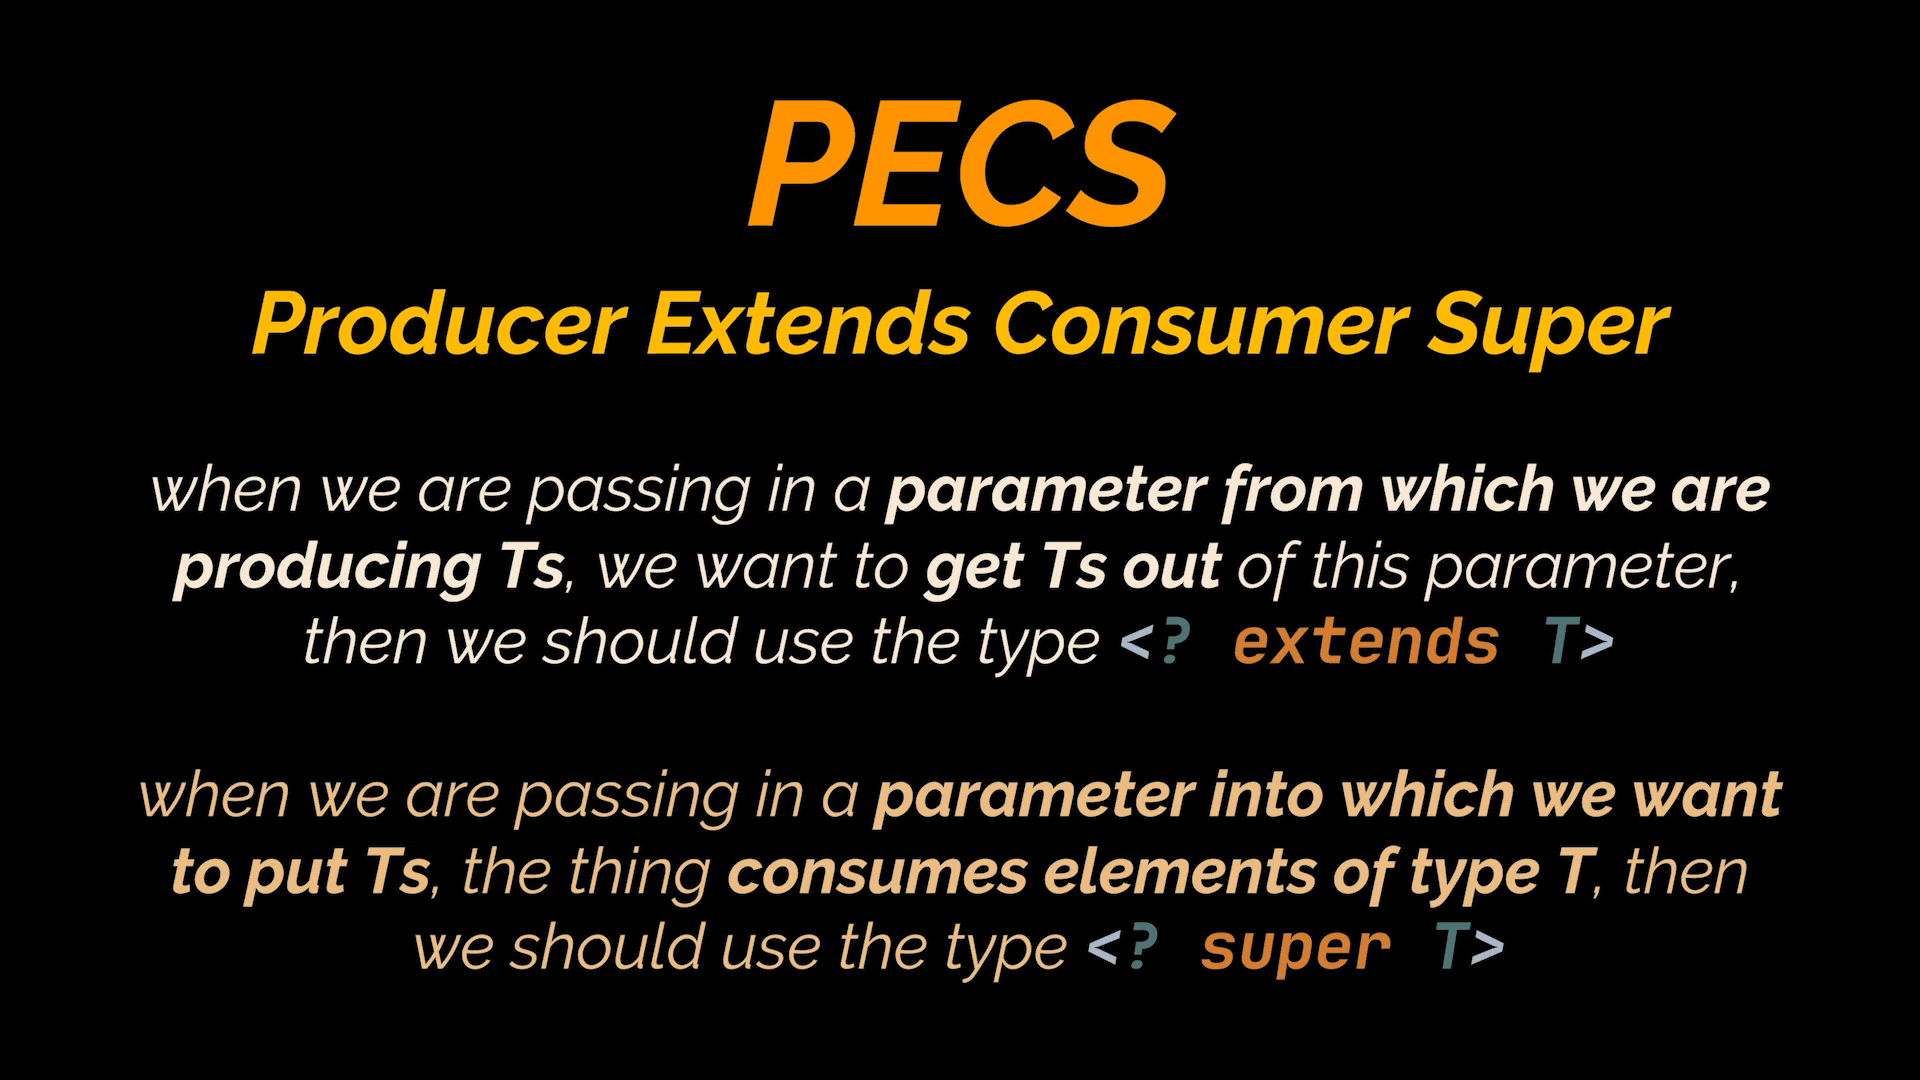 PECS
Producer Extends Consumer Super
when we are passing in a parameter from which we are
producing Ts, we want to get Ts out of this parameter,
then we should use the type <? extends T>
when we are passing in a parameter into which we want
to put Ts, the thing consumes elements of type T, then
we should use the type <? super T>